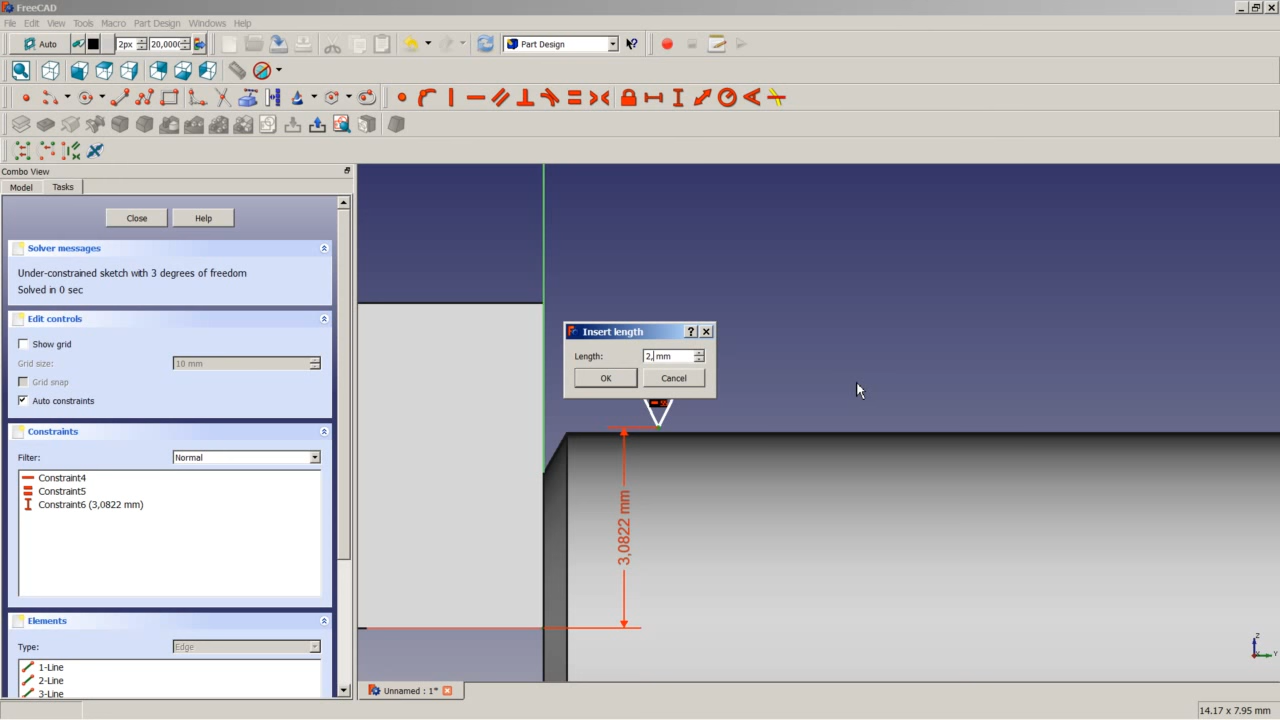 FreeCAD
File Edit View Tools Macro Part Design Windows Help
Auto 2px 20,000 Part Design
Combo View
Model Tasks
Close Help
Solver messages
Under-constrained sketch with 3 degrees of freedom
Solved in 0 sec
Edit controls
Show grid
Grid size: 10 mm
Grid snap
Auto constraints
Constraints
Filter: Normal
Constraint4
Constraint5
Constraint6 (3,0822 mm)
Elements
Type: Edge
1-Line
2-Line
3-Line
Insert length
Length: 2, mm
OK Cancel
3,0822 mm
Z
Y
Unnamed : 1*
14.17 x 7.95 mm